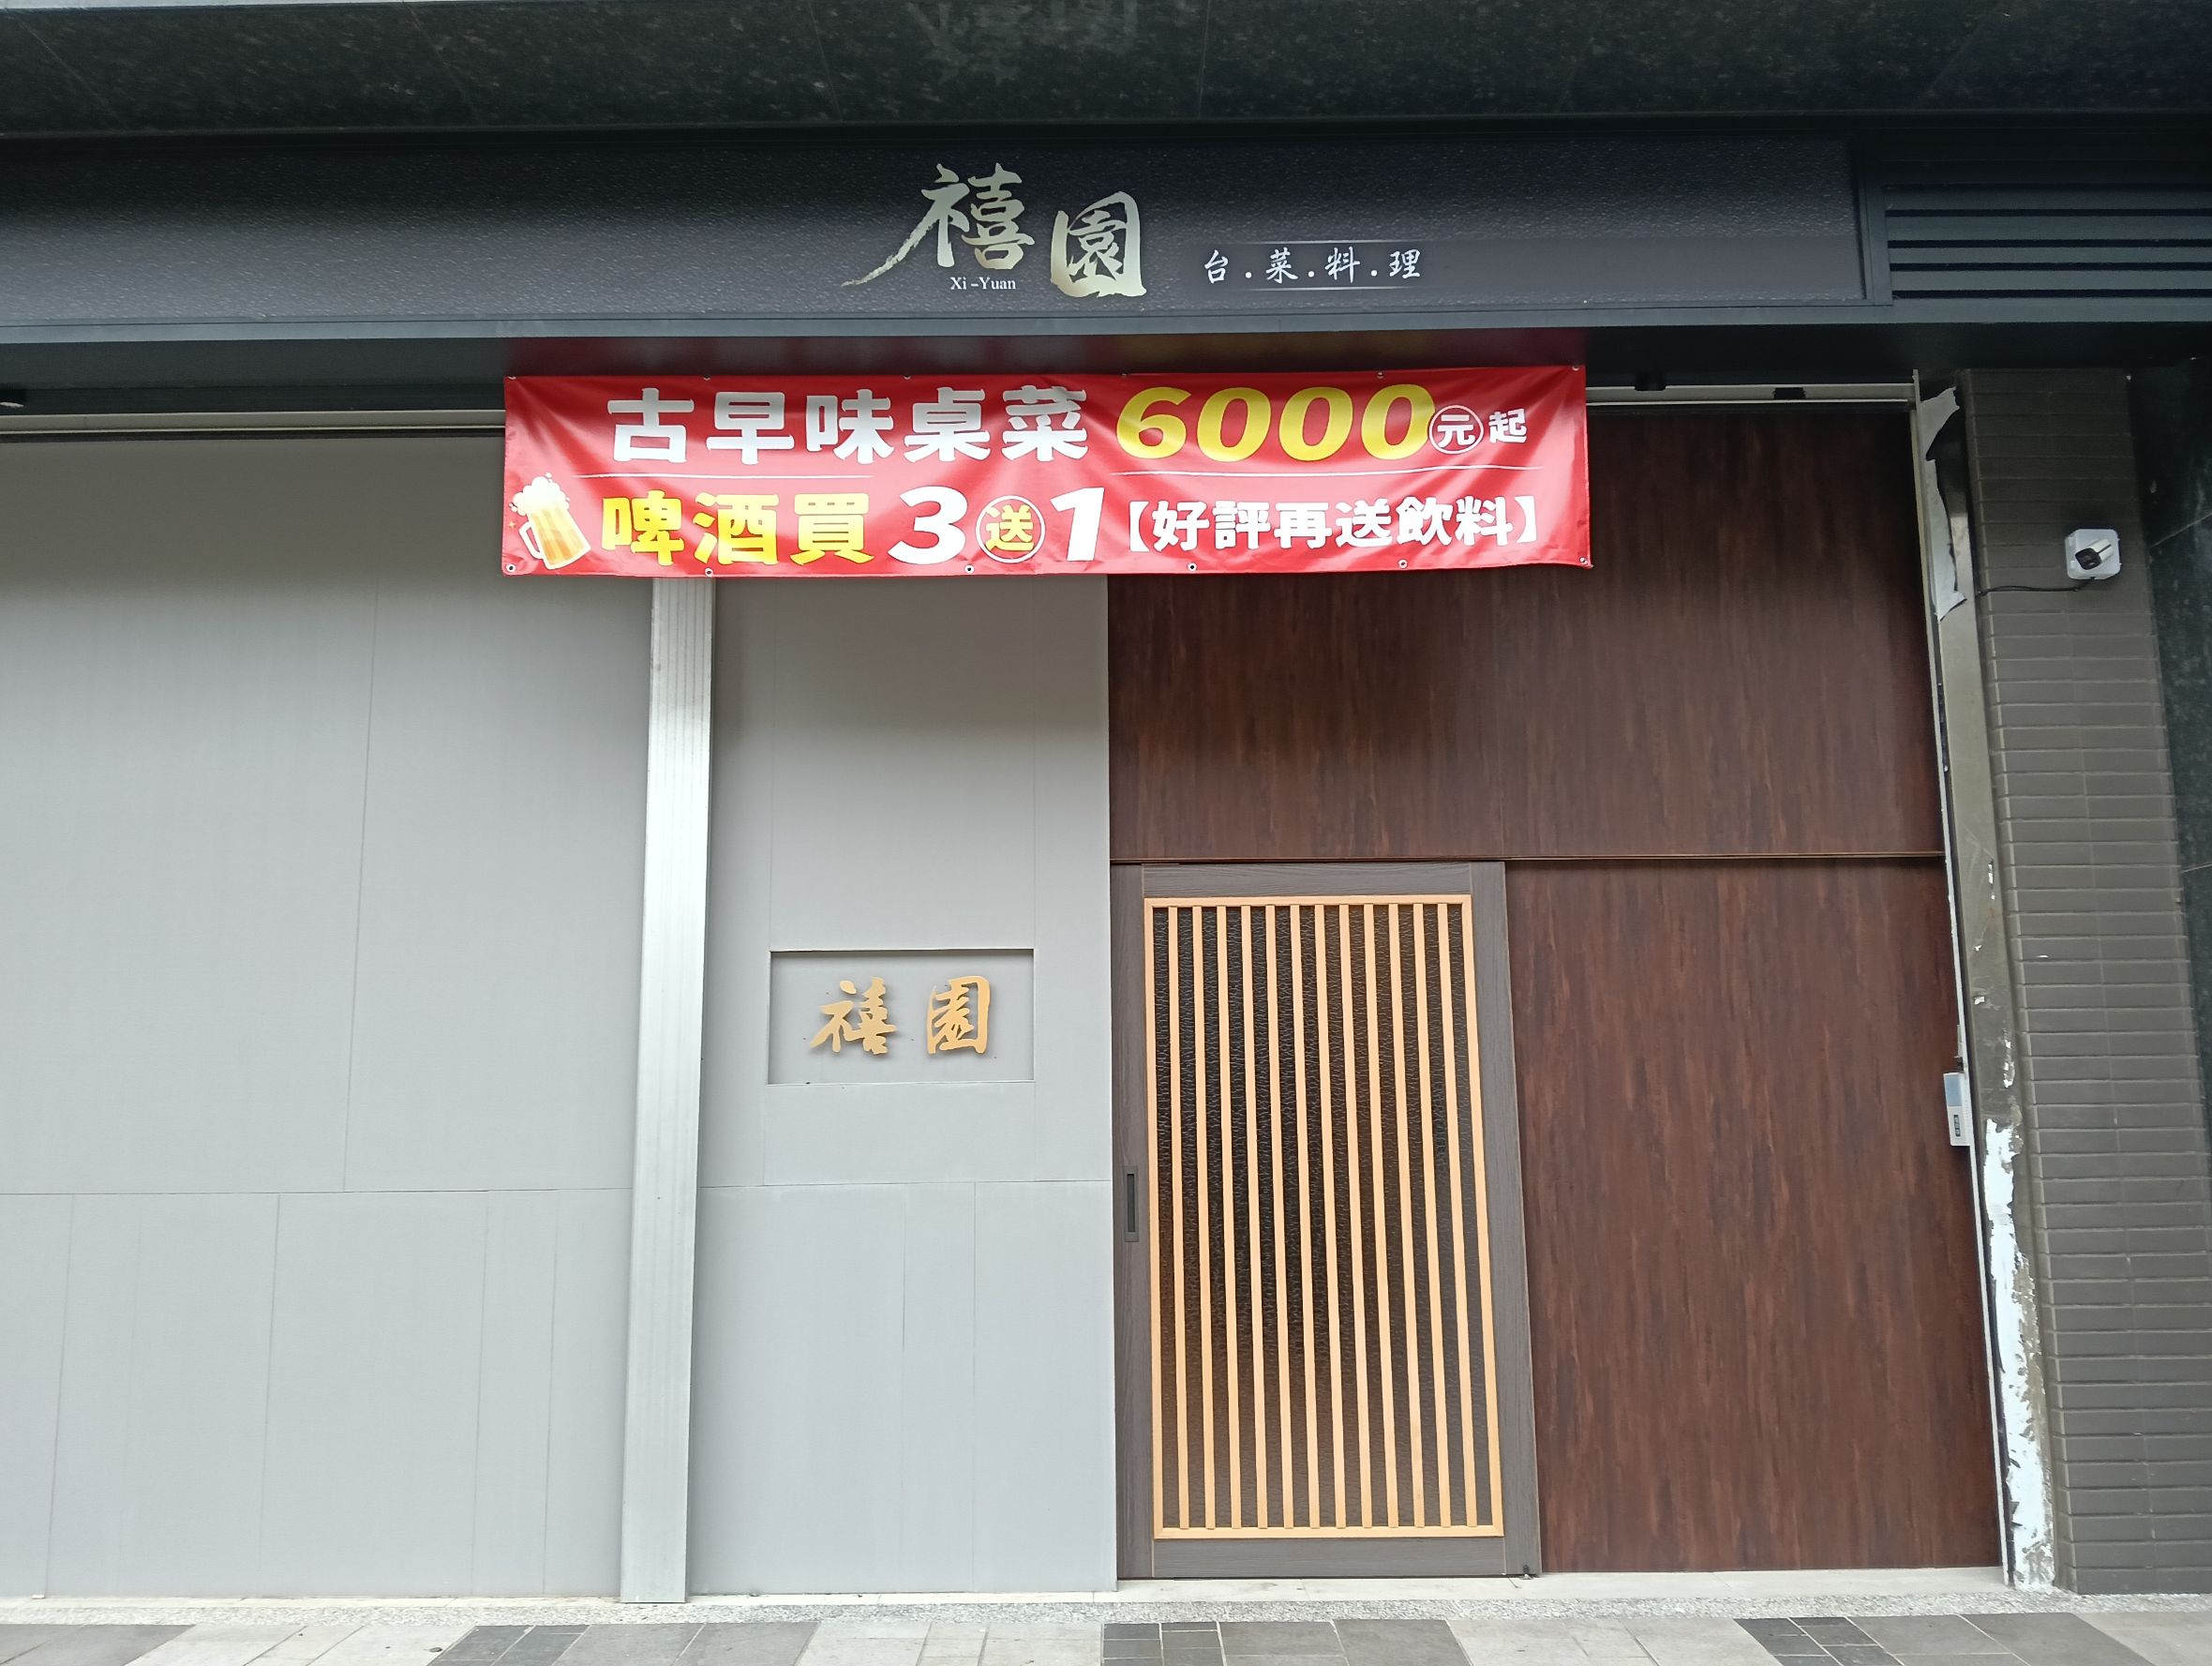 禧園
Xi-Yuan
台.菜.料.理
古早味桌菜6000元起
啤酒買3送1【好評再送飲料】
禧園